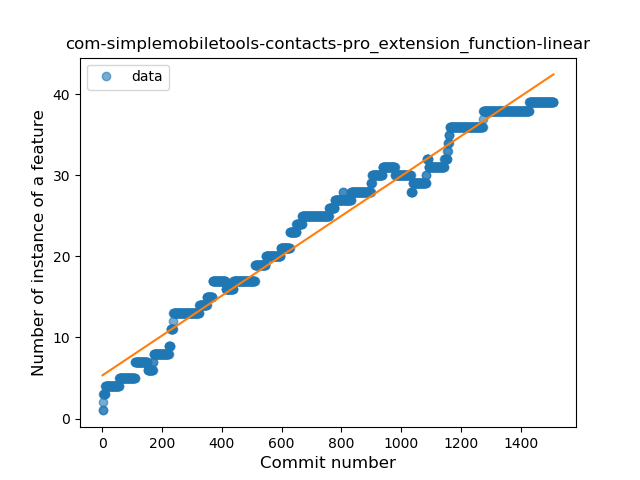 com-simplemobiletools-contacts-pro_extension_function-linear
data
Number of instance of a feature
40
30
20
10
0
0 200 400 600 800 1000 1200 1400
Commit number